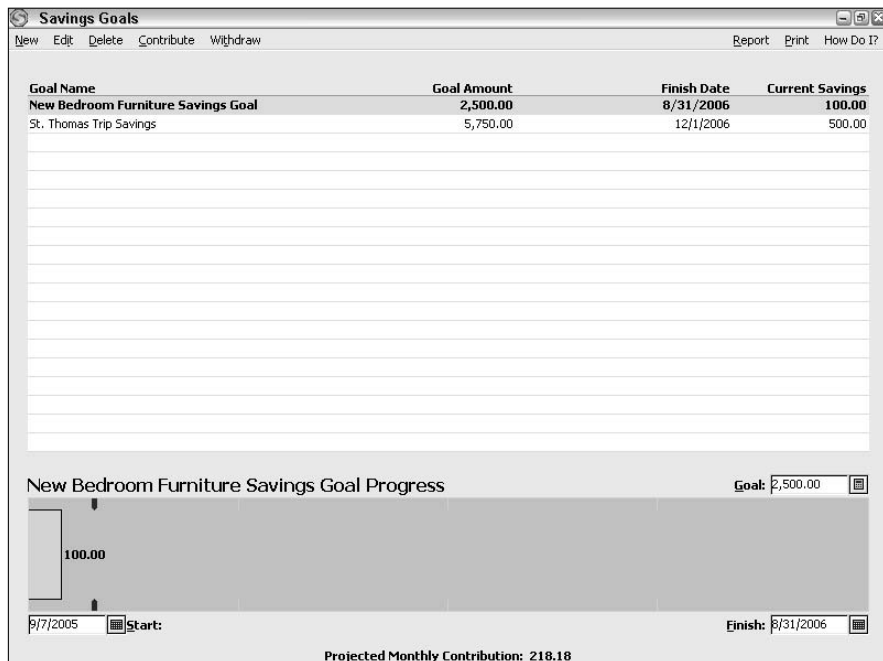 Savings Goals
New Edit Delete Contribute Withdraw Report Print How Do I?
Goal Name Goal Amount Finish Date Current Savings
New Bedroom Furniture Savings Goal 2,500.00 8/31/2006 100.00
St. Thomas Trip Savings 5,750.00 12/1/2006 500.00
New Bedroom Furniture Savings Goal Progress Goal: 2,500.00
100.00
9/7/2005 Start: Finish: 8/31/2006
Projected Monthly Contribution: 218.18